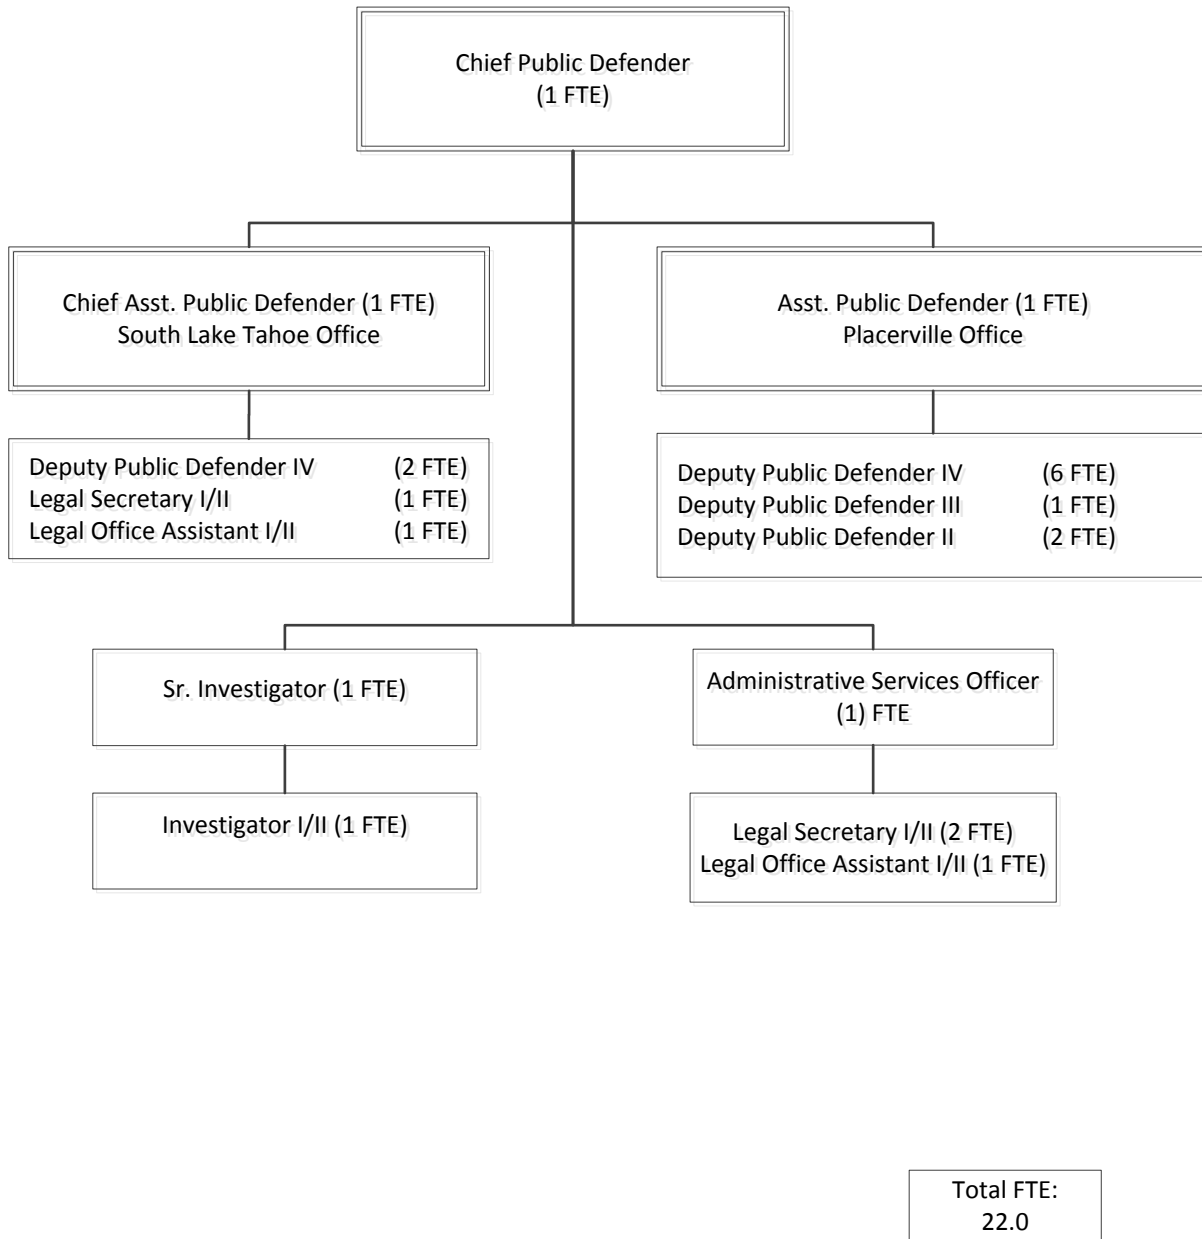 Chief Public Defender
(1 FTE)
Chief Asst. Public Defender (1 FTE)
South Lake Tahoe Office
Asst. Public Defender (1 FTE)
Placerville Office
Deputy Public Defender IV (2 FTE)
Legal Secretary I/II (1 FTE)
Legal Office Assistant I/II (1 FTE)
Deputy Public Defender IV (6 FTE)
Deputy Public Defender III (1 FTE)
Deputy Public Defender II (2 FTE)
Sr. Investigator (1 FTE)
Administrative Services Officer
(1) FTE
Investigator I/II (1 FTE)
Legal Secretary I/II (2 FTE)
Legal Office Assistant I/II (1 FTE)
Total FTE:
22.0